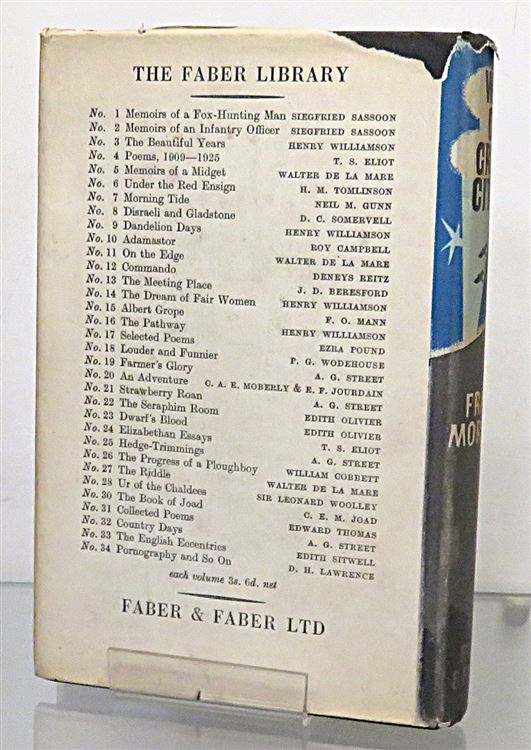 THE FABER LIBRARY
No. 1 Memoirs of a Fox-Hunting Man SIEGFRIED SASSOON
No. 2 Memoirs of an Infantry Officer SIEGFRIED SASSOON
No. 3 The Beautiful Years HENRY WILLIAMSON
No. 4 Poems, 1909—1925 T. S. ELIOT
No. 5 Memoirs of a Midget WALTER DE LA MARE
No. 6 Under the Red Ensign H. M. TOMLINSON
No. 7 Morning Tide NEIL M. GUNN
No. 8 Disraeli and Gladstone D. C. SOMERVELL
No. 9 Dandelion Days HENRY WILLIAMSON
No. 10 Adamastor ROY CAMPBELL
No. 11 On the Edge WALTER DE LA MARE
No. 12 Commando DENEYS REITZ
No. 13 The Meeting Place J. D. BERESFORD
No. 14 The Dream of Fair Women HENRY WILLIAMSON
No. 15 Albert Grope F. O. MANN
No. 16 The Pathway HENRY WILLIAMSON
No. 17 Selected Poems EZRA POUND
No. 18 Louder and Funnier P. G. WODEHOUSE
No. 19 Farmer's Glory A. G. STREET
No. 20 An Adventure C. A. E. MOBERLY & E. F. JOURDAIN
No. 21 Strawberry Roan A. G. STREET
No. 22 The Seraphim Room EDITH OLIVIER
No. 23 Dwarf's Blood EDITH OLIVIER
No. 24 Elizabethan Essays T. S. ELIOT
No. 25 Hedge-Trimmings A. G. STREET
No. 26 The Progress of a Ploughboy WILLIAM COBBETT
No. 27 The Riddle WALTER DE LA MARE
No. 28 Ur of the Chaldees SIR LEONARD WOOLLEY
No. 30 The Book of Joad C. E. M. JOAD
No. 31 Collected Poems EDWARD THOMAS
No. 32 Country Days A. G. STREET
No. 33 The English Eccentrics EDITH SITWELL
No. 34 Pornography and So On D. H. LAWRENCE
each volume 3s. 6d. net
FABER & FABER LTD